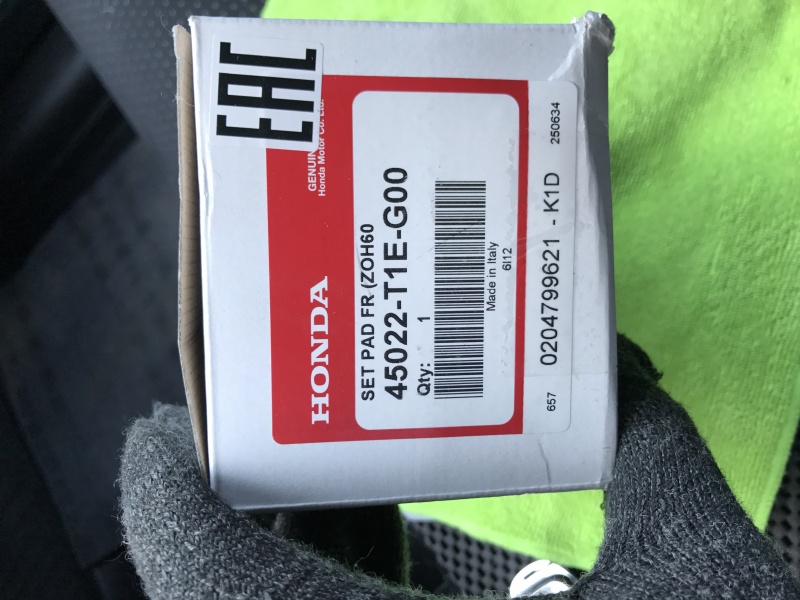 EAC
Honda Motor Co. Ltd.
HONDA
SET PAD FR (ZOH60
45022-T1E-G00
Qty: 1
Made in Italy
6I12
657 0204799621 - K1D 250634